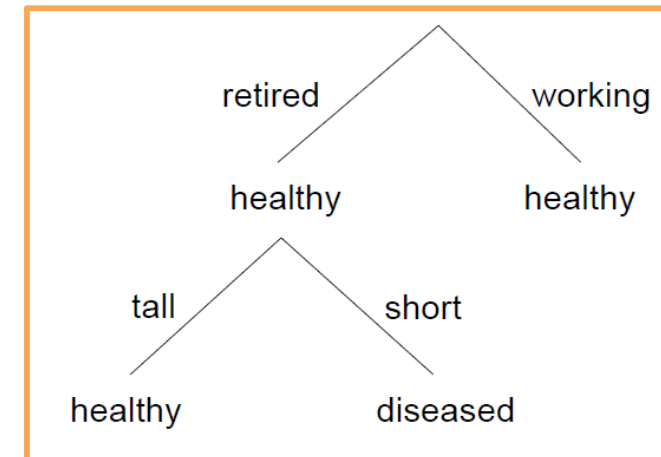 retired working
healthy healthy
tall short
healthy diseased